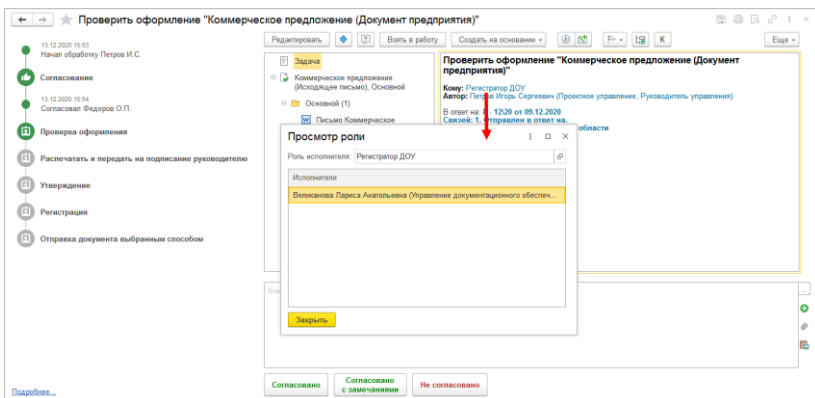 Проверить оформление "Коммерческое предложение (Документ предприятия)"
13.12.2020 15:53
Начал обработку Петров И.С.
Согласование
13.12.2020 15:54
Согласовал Федоров О.П.
Проверка оформления
Распечатать и передать на подписание руководителю
Утверждение
Регистрация
Отправка документа выбранным способом
Подробнее...
Редактировать
Взять в работу
Создать на основании
К
Еще
Задача
Коммерческое предложение
(Исходящее письмо), Основной
Основной (1)
Письмо Коммерческое
Проверить оформление "Коммерческое предложение (Документ
предприятия)"
Кому: Регистратор ДОУ
Автор: Петров Игорь Сергеевич (Проектное управление, Руководитель управления)
В ответ на: - 12\20 от 09.12.2020
Связей: 1. Отправлен в ответ на.
области
Просмотр роли
Роль исполнителя: Регистратор ДОУ
Исполнители
Великанова Лариса Анатольевна (Управление документационного обеспеч...
Закрыть
Согласовано
Согласовано
с замечаниями
Не согласовано